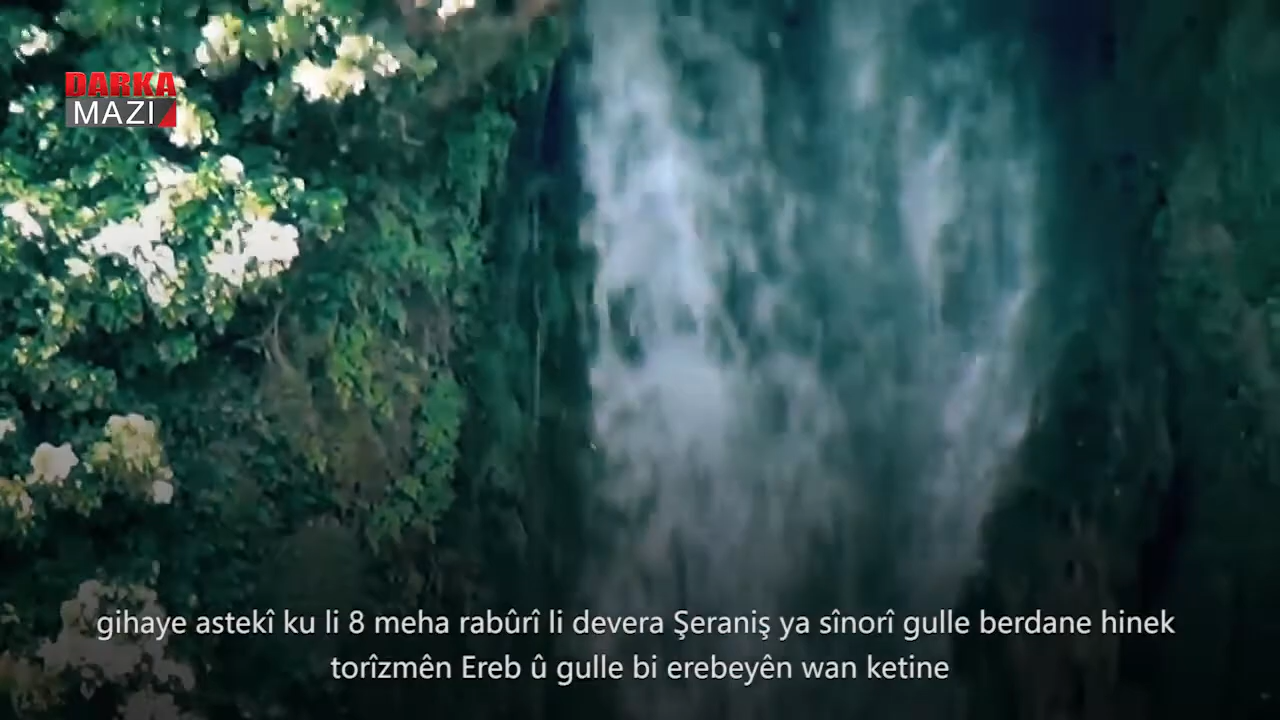 DARKA
MAZI
gihaye astekî ku li 8 meha rabûrî li devera Şeraniş ya sînorî gulle berdane hinek
torîzmên Ereb û gulle bi erebeyên wan ketine